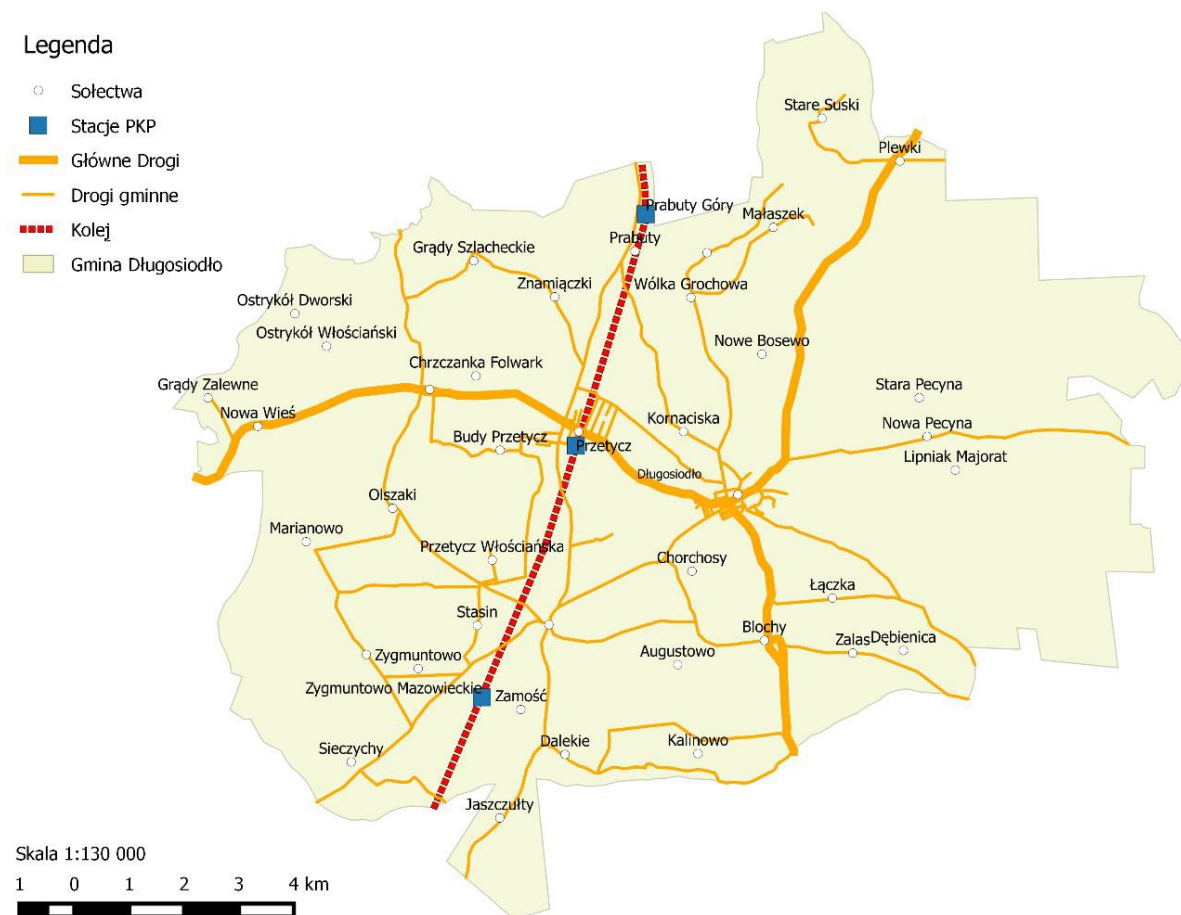 Legenda
Sołectwa
Stacje PKP
Główne Drogi
Drogi gminne
Kolej
Gmina Długosiodło
Stare Suski
Plewki
Prabuty Góry
Małaszek
Prabuty
Grądy Szlacheckie
Znamiączki
Wólka Grochowa
Ostrykół Dworski
Ostrykół Włościański
Nowe Bosewo
Chrzczanka Folwark
Grądy Zalewne
Stara Pecyna
Nowa Wieś
Kornaciska
Nowa Pecyna
Budy Przetycz
Przetycz
Lipniak Majorat
Długosiodło
Olszaki
Marianowo
Przetycz Włościańska
Chorchosy
Łączka
Stasin
Blochy
Zalas
Dębienica
Zygmuntowo
Augustowo
Zygmuntowo Mazowieckie
Zamość
Sieczychy
Dalekie
Kalinowo
Jaszczułty
Skala 1:130 000
1 0 1 2 3 4 km